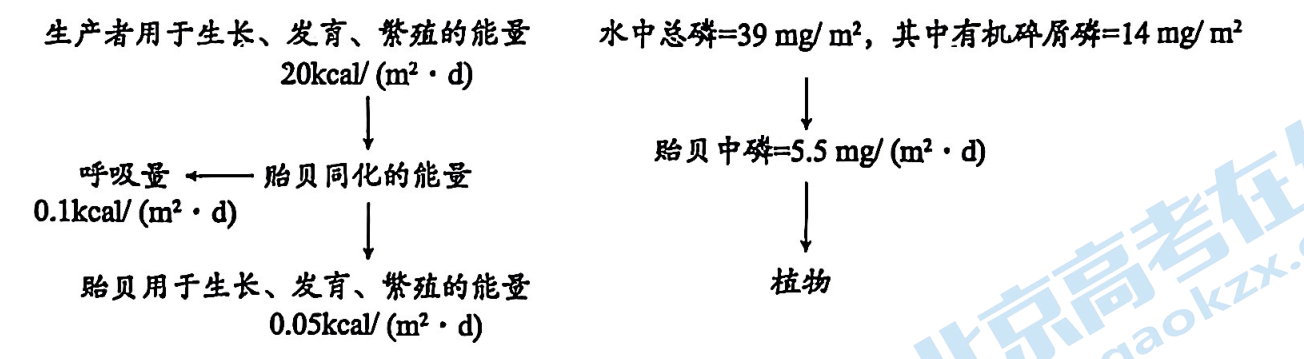 生产者用于生长、发育、繁殖的能量
20kcal/ (m²・d)
呼吸量
0.1kcal/ (m²・d)
贻贝同化的能量
贻贝用于生长、发育、繁殖的能量
0.05kcal/ (m²・d)
水中总磷=39 mg/ m², 其中有机碎屑磷=14 mg/ m²
贻贝中磷=5.5 mg/ (m²・d)
植物
北京高考在
gaokzx.